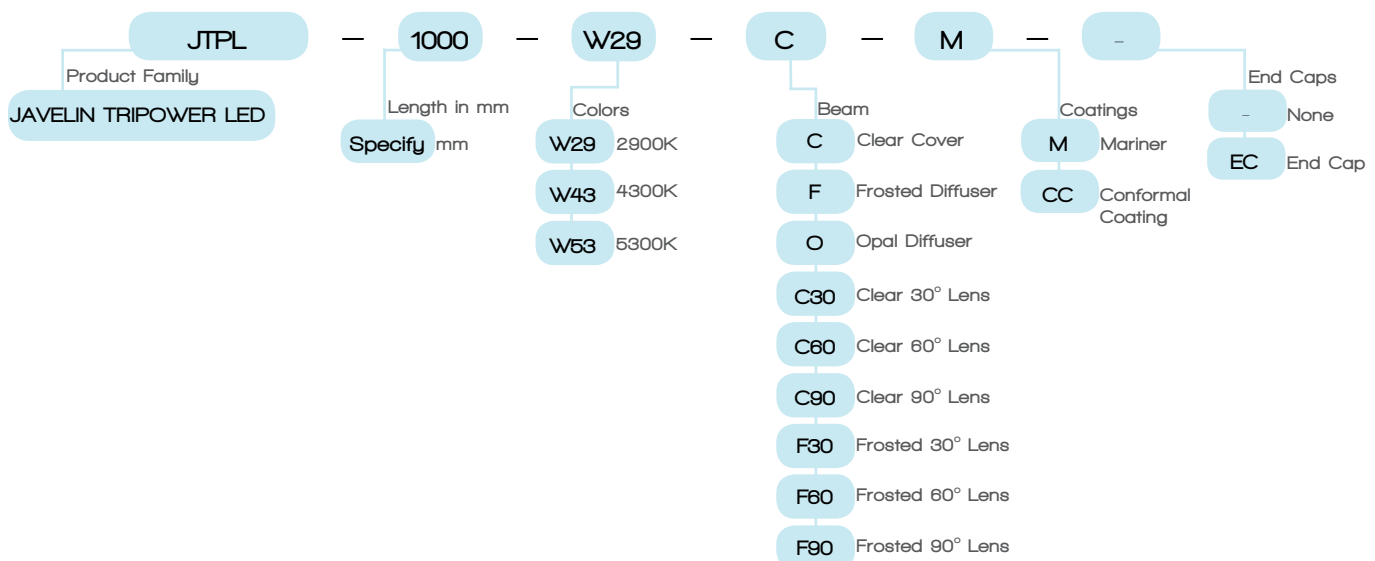 JTPL — 1000 — W29 — C — M — -
Product Family
JAVELIN TRIPOWER LED
Length in mm
Specify mm
Colors
W29 2900K
W43 4300K
W53 5300K
Beam
C Clear Cover
F Frosted Diffuser
O Opal Diffuser
C30 Clear 30° Lens
C60 Clear 60° Lens
C90 Clear 90° Lens
F30 Frosted 30° Lens
F60 Frosted 60° Lens
F90 Frosted 90° Lens
Coatings
M Mariner
CC Conformal
Coating
End Caps
- None
EC End Cap